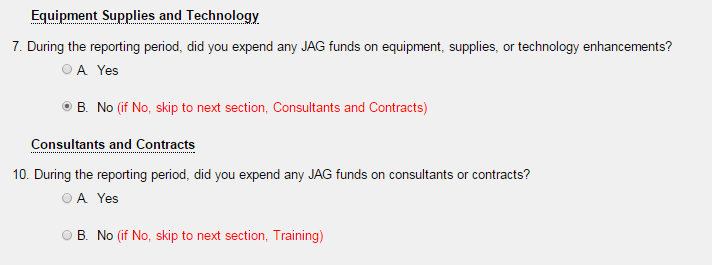 Equipment Supplies and Technology
7. During the reporting period, did you expend any JAG funds on equipment, supplies, or technology enhancements?
A. Yes
B. No (if No, skip to next section, Consultants and Contracts)
Consultants and Contracts
10. During the reporting period, did you expend any JAG funds on consultants or contracts?
A. Yes
B. No (if No, skip to next section, Training)